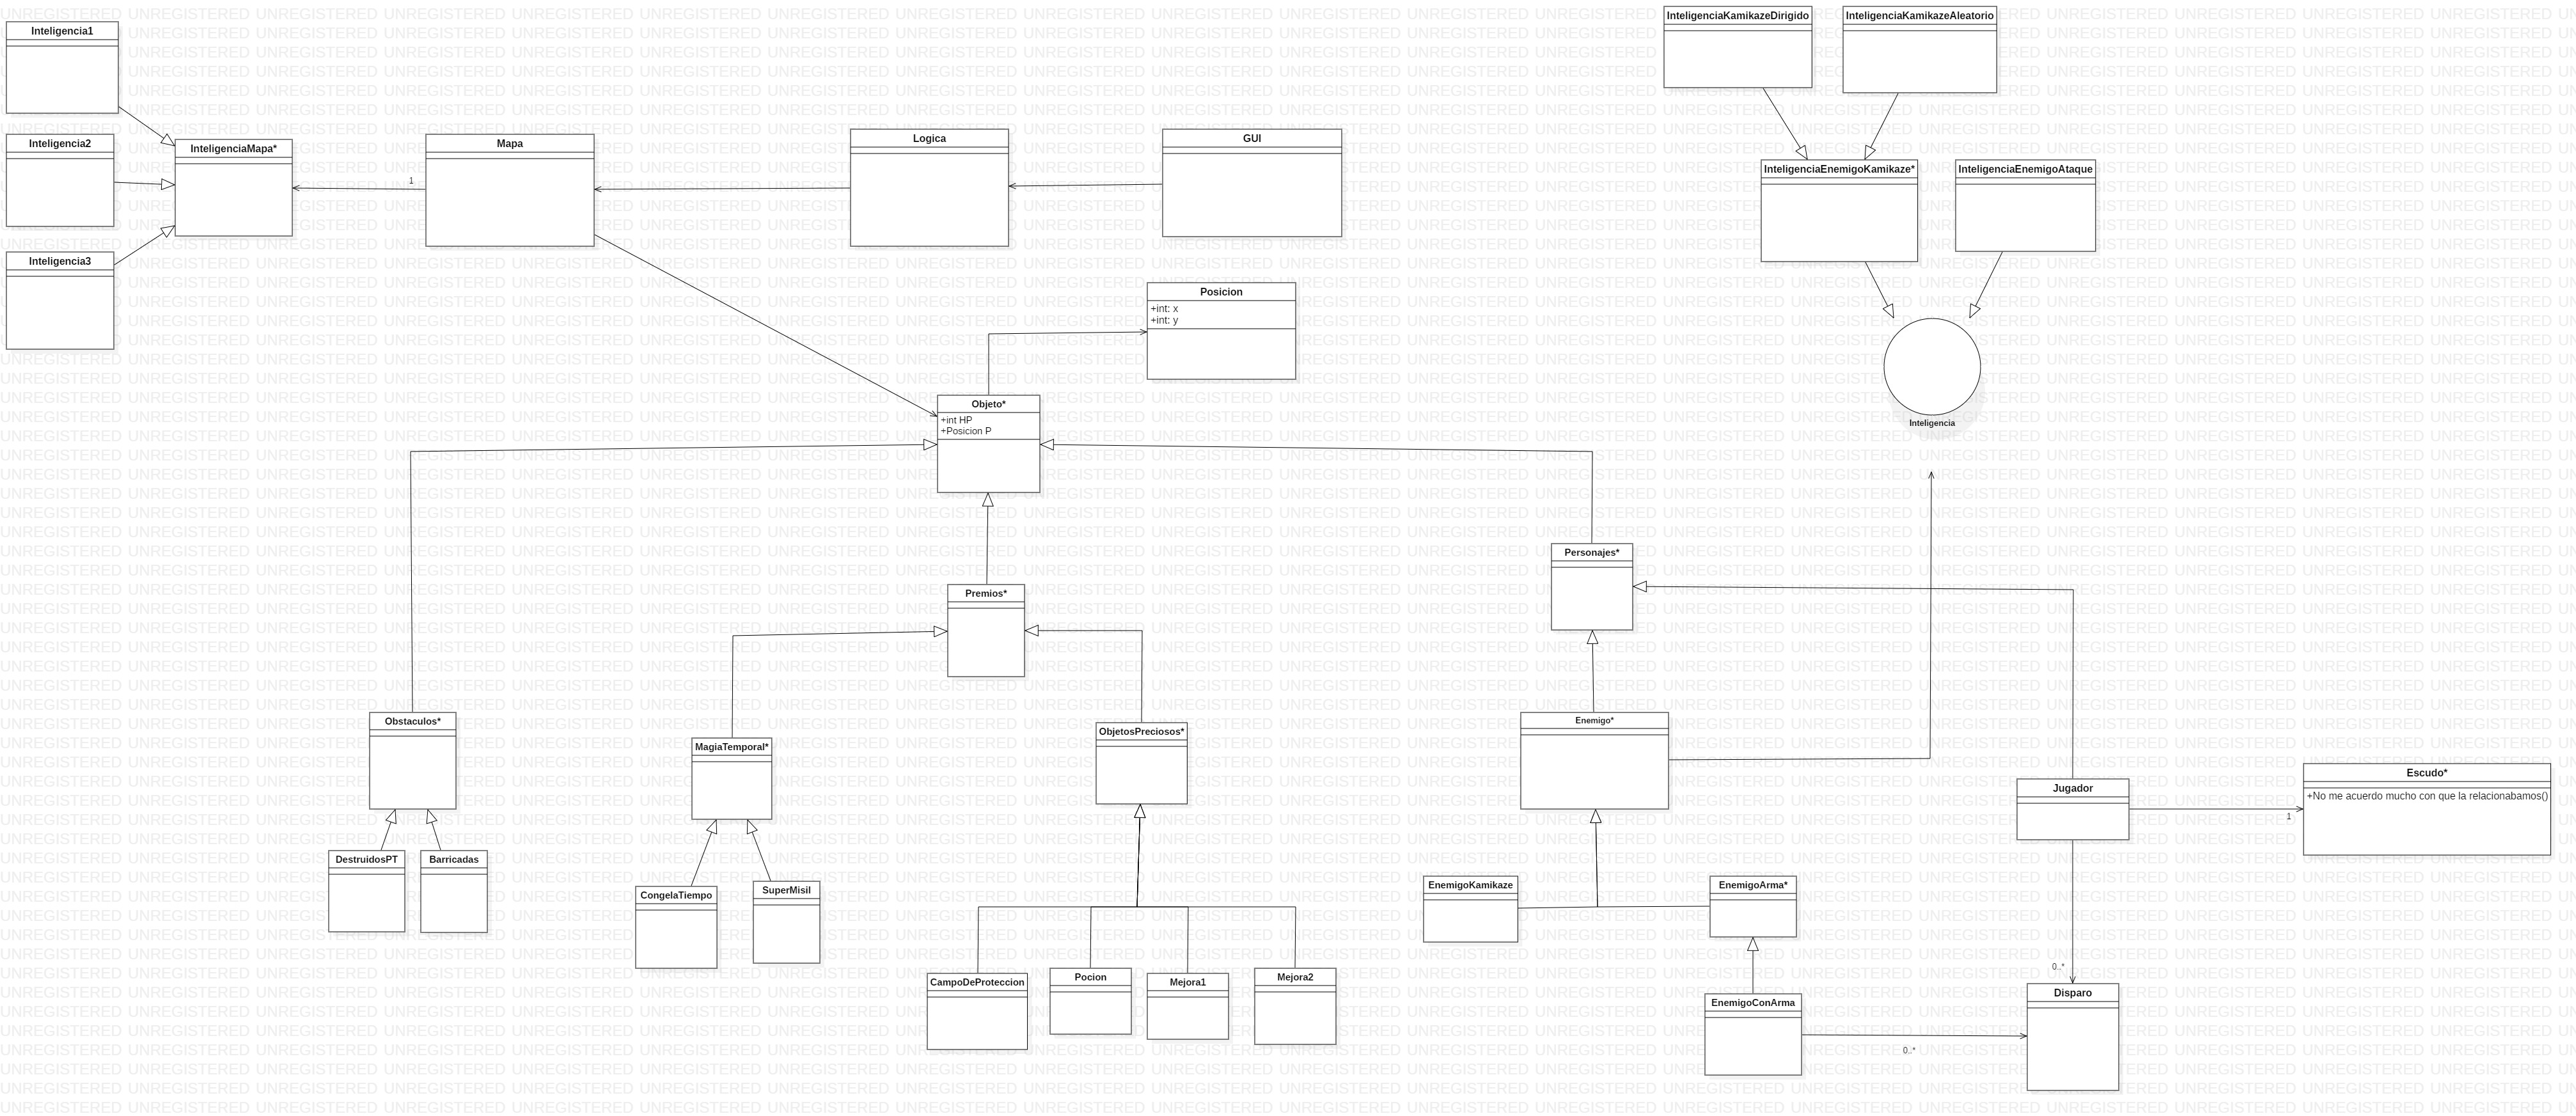 InteligenciaKamikazeDirigido
InteligenciaKamikazeAleatorio
Inteligencia1
Inteligencia2
InteligenciaMapa*
Inteligencia3
1
Mapa
Logica
GUI
InteligenciaEnemigoKamikaze*
InteligenciaEnemigoAtaque
Posicion
+int: x
+int: y
Inteligencia
Objeto*
+int HP
+Posicion P
Personajes*
Premios*
Obstaculos*
MagiaTemporal*
ObjetosPreciosos*
Enemigo*
Jugador
1
Escudo*
+No me acuerdo mucho con que la relacionabamos()
DestruidosPT
Barricadas
CongelaTiempo
SuperMisil
EnemigoKamikaze
EnemigoArma*
CampoDeProteccion
Pocion
Mejora1
Mejora2
EnemigoConArma
0..*
0..*
Disparo
UNREGISTERED